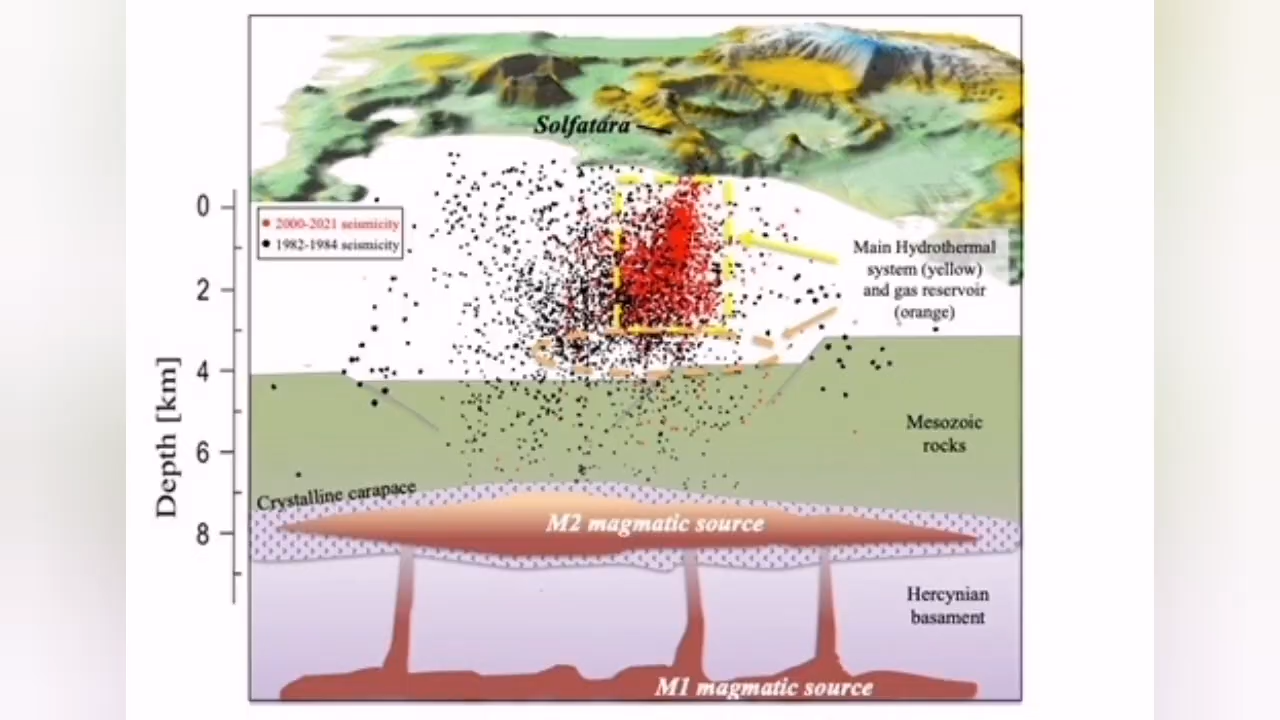 Solfatara
0
2000-2021 seismicity
1982-1984 seismicity
Main Hydrothermal
system (yellow)
and gas reservoir
(orange)
2
4
Depth [km]
Mesozoic
rocks
6
Crystalline carapace
8
M2 magmatic source
Hercynian
basament
M1 magmatic source